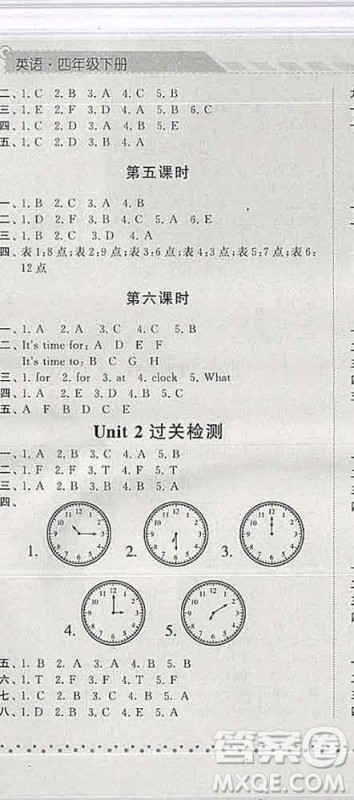 英语·四年级下册
二、1. C 2. B 3. A 4. C 5. B
三、1. E 2. F 3. D 4. A 5. B 6. C
四、1. D 2. C 3. B 4. A 5. E
第五课时
一、1. B 2. C 3. C 4. A
二、1. D 2. F 3. B 4. C 5. E 6. A
三、1. B 2. C 3. A 4. B 5. A
四、表1:8点;表2:9点;表3:6点;表4:7点;表5:7点;表6:
12点
第六课时
一、1. A 2. A 3. C 4. C 5. B
二、It's time for: A D E F
It's time to: B C G H
三、1. for 2. for 3. at 4. clock 5. What
四、1. B 2. C 3. A 4. A 5. B
五、A F B D C E
Unit 2 过关检测
一、1. B 2. B 3. A 4. A 5. B
二、1. F 2. F 3. T 4. F 5. T
三、1. A 2. B 3. A 4. B 5. A
四、
1. 2. 3.
4. 5.
五、1. B 2. B 3. A 4. B 5. A
六、1. T 2. F 3. F 4. F 5. T
七、1. C 2. A 3. A 4. B 5. B
八、1. D 2. C 3. A 4. E 5. B
答案圈
MXQE.COM